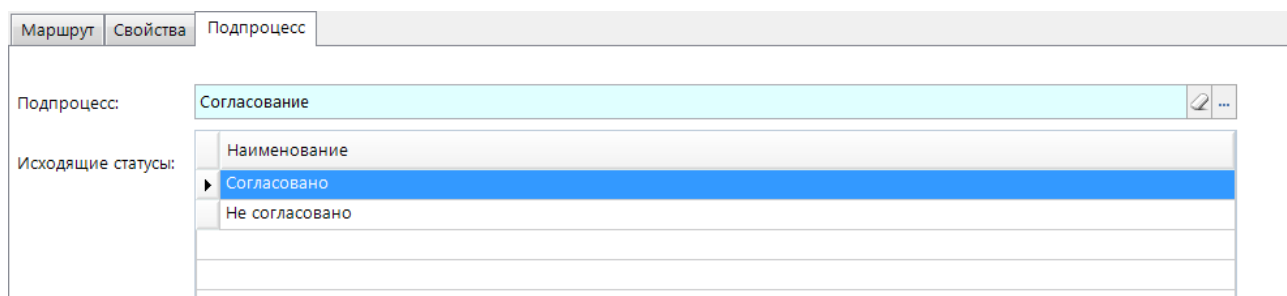 Маршрут Свойства Подпроцесс
Подпроцесс: Согласование ...
Исходящие статусы: Наименование
Согласовано
Не согласовано